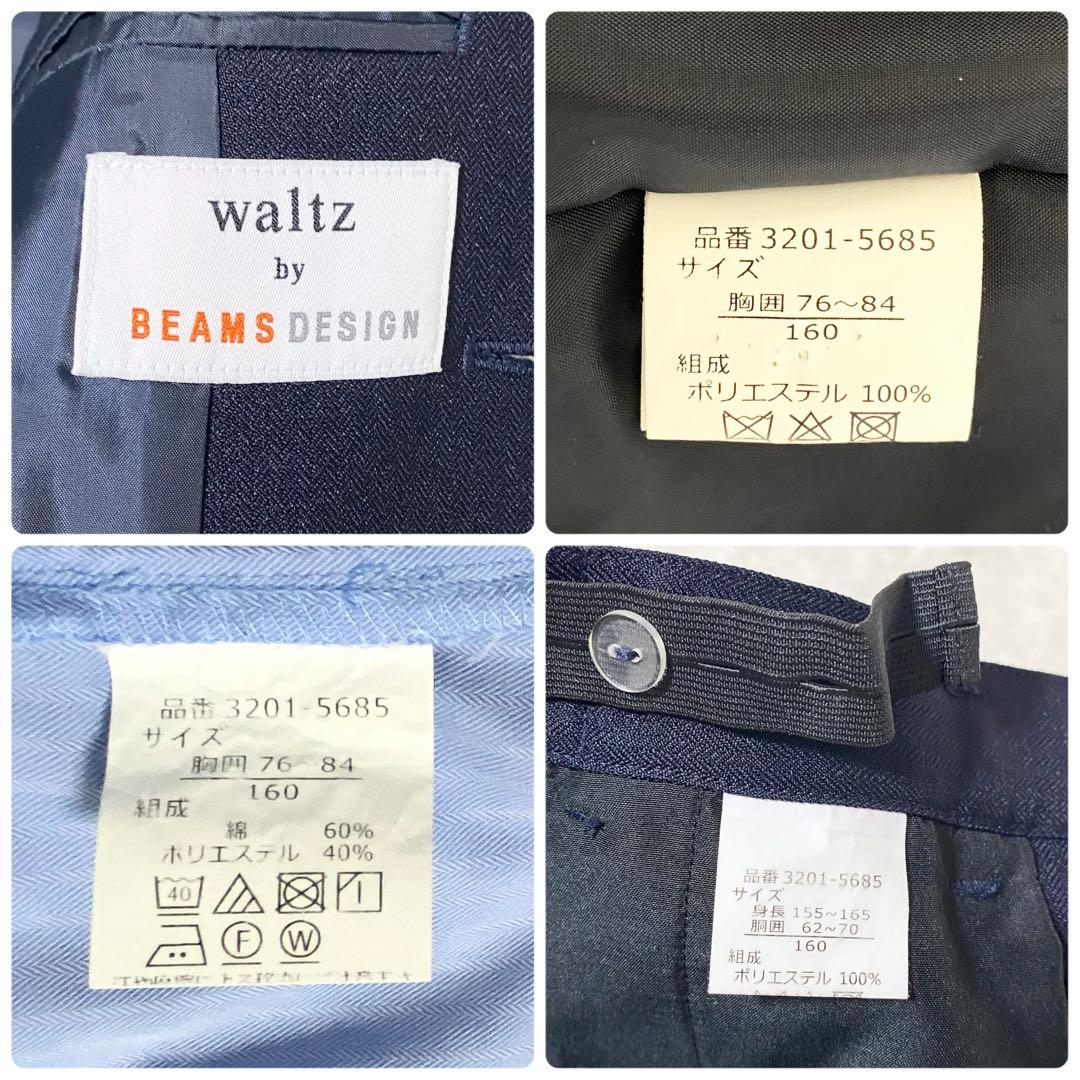 waltz
by
BEAMS DESIGN
品番 3201-5685
サイズ
胸囲 76~84
160
組成
ポリエステル 100%
品番 3201-5685
サイズ
胸囲 76~84
160
組成
綿 60%
ポリエステル 40%
40
F W
品番 3201-5685
サイズ
身長 155~165
胴囲 62~70
160
組成
ポリエステル 100%